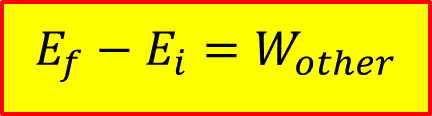 E_f − E_i = W_other